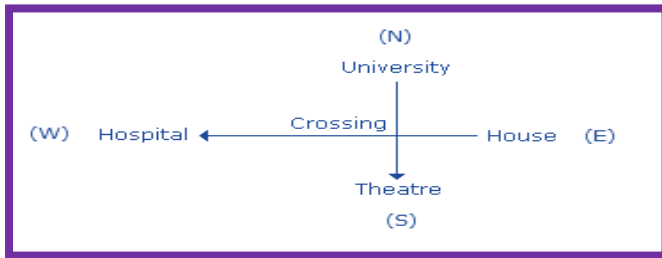 (N)
University
Crossing
(W) Hospital House (E)
Theatre
(S)